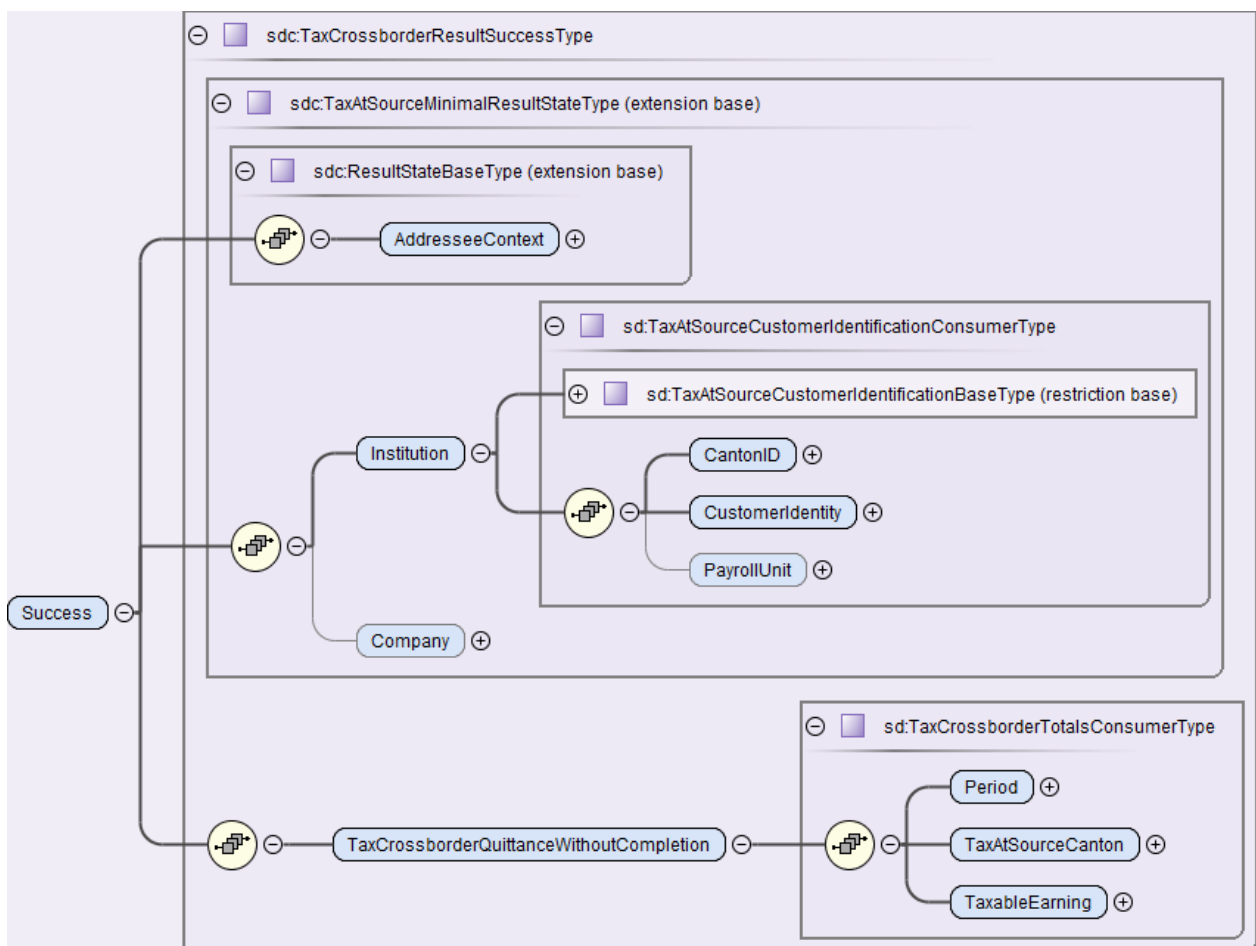 sdc:TaxCrossborderResultSuccessType
sdc:TaxAtSourceMinimalResultStateType (extension base)
sdc:ResultStateBaseType (extension base)
AddresseeContext
sd:TaxAtSourceCustomerIdentificationConsumerType
sd:TaxAtSourceCustomerIdentificationBaseType (restriction base)
Institution
CantonID
CustomerIdentity
PayrollUnit
Success
Company
sd:TaxCrossborderTotalsConsumerType
Period
TaxCrossborderQuittanceWithoutCompletion
TaxAtSourceCanton
TaxableEarning